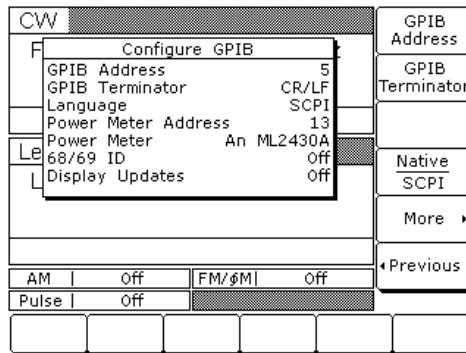 CW
F
Configure GPIB
GPIB Address 5
GPIB Terminator CR/LF
Language SCPI
Power Meter Address 13
Power Meter An ML2430A
68/69 ID Off
Display Updates Off
Le
L
AM | Off
FM/ϕM| Off
Pulse | Off
GPIB
Address
GPIB
Terminator
Native
SCPI
More
Previous